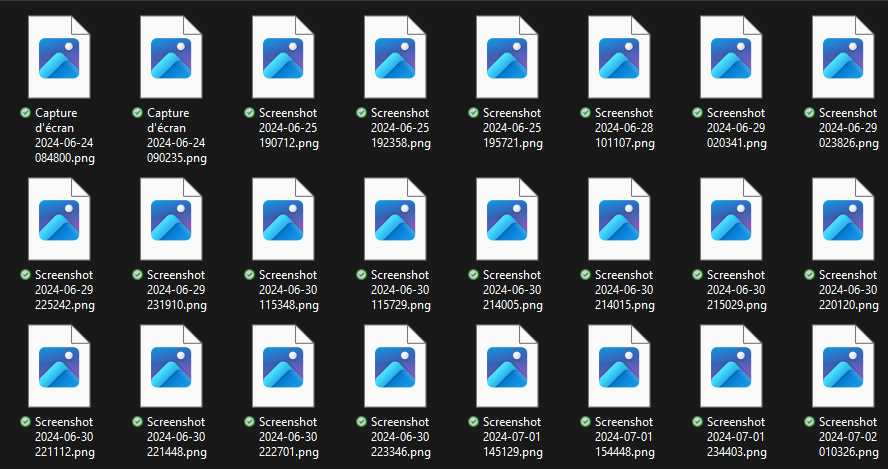 Capture
d'écran
2024-06-24
084800.png
Capture
d'écran
2024-06-24
090235.png
Screenshot
2024-06-25
190712.png
Screenshot
2024-06-25
192358.png
Screenshot
2024-06-25
195721.png
Screenshot
2024-06-28
101107.png
Screenshot
2024-06-29
020341.png
Screenshot
2024-06-29
023826.png
Screenshot
2024-06-29
225242.png
Screenshot
2024-06-29
231910.png
Screenshot
2024-06-30
115348.png
Screenshot
2024-06-30
115729.png
Screenshot
2024-06-30
214005.png
Screenshot
2024-06-30
214015.png
Screenshot
2024-06-30
215029.png
Screenshot
2024-06-30
220120.png
Screenshot
2024-06-30
221112.png
Screenshot
2024-06-30
221448.png
Screenshot
2024-06-30
222701.png
Screenshot
2024-06-30
223346.png
Screenshot
2024-07-01
145129.png
Screenshot
2024-07-01
154448.png
Screenshot
2024-07-01
234403.png
Screenshot
2024-07-02
010326.png